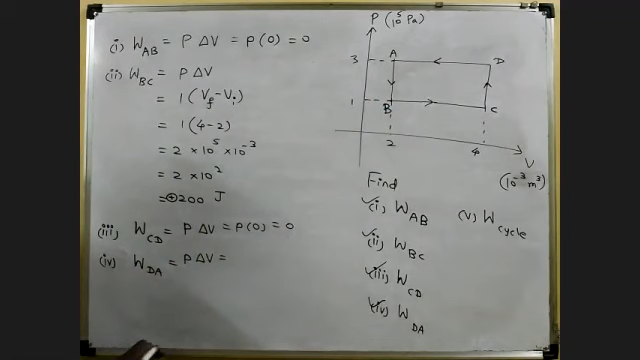 (i) W_AB = P ΔV = P(0) = 0
(ii) W_BC = P ΔV
= 1(V_f - V_i)
= 1(4-2)
= 2 × 10^5 × 10^-3
= 2 × 10^2
= ⊕200 J
(iii) W_CD = P ΔV = P(0) = 0
(iv) W_DA = P ΔV =
P (10^5 Pa)
3 A D
1 B C
2 4
V
(10^-3 m^3)
Find
✓(i) W_AB (v) W_cycle
✓(ii) W_BC
✓(iii) W_CD
✓(iv) W_DA